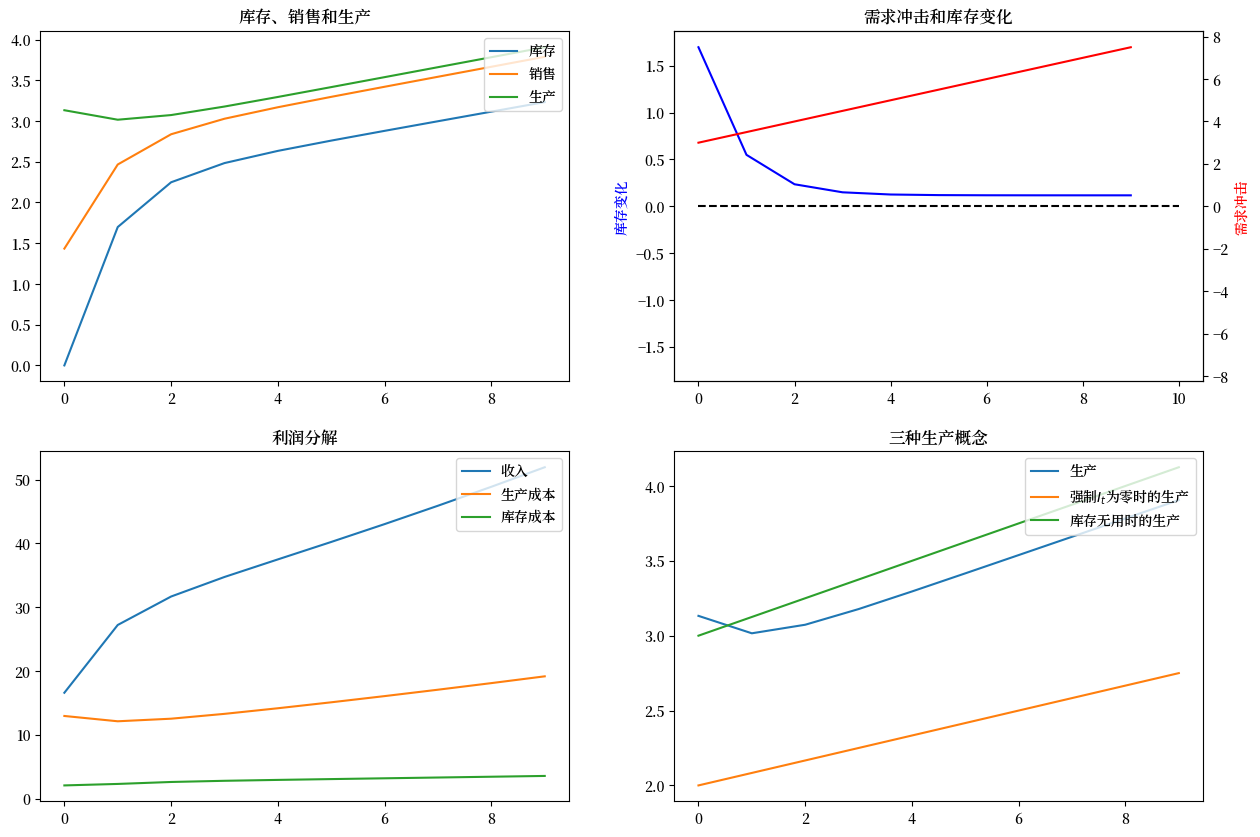 库存、销售和生产
4.0
3.5
3.0
2.5
2.0
1.5
1.0
0.5
0.0
0 2 4 6 8
库存
销售
生产
需求冲击和库存变化
库存变化
1.5
1.0
0.5
0.0
−0.5
−1.0
−1.5
0 2 4 6 8 10
8
6
4
2
0
−2
−4
−6
−8
需求冲击
利润分解
50
40
30
20
10
0
0 2 4 6 8
收入
生产成本
库存成本
三种生产概念
4.0
3.5
3.0
2.5
2.0
0 2 4 6 8
生产
强制Iₜ为零时的生产
库存无用时的生产